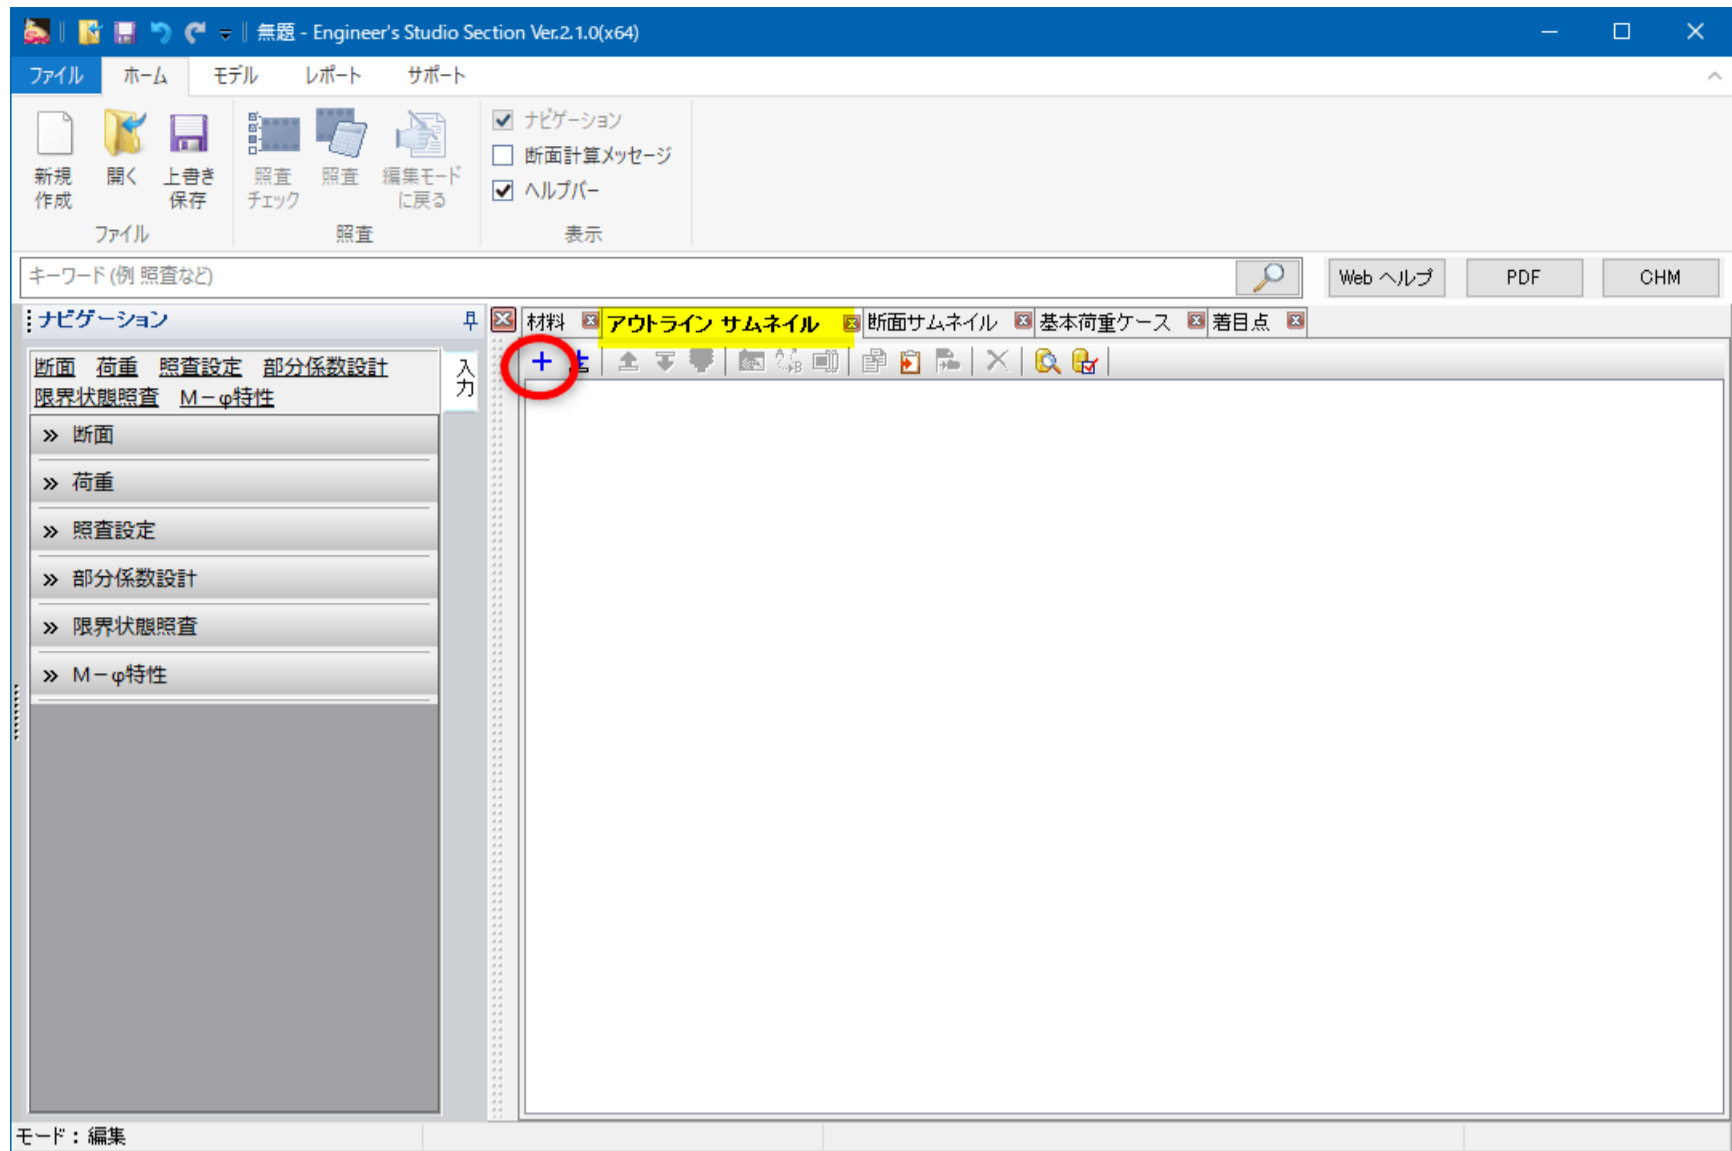 無題 - Engineer's Studio Section Ver.2.1.0(x64)
ファイル ホーム モデル レポート サポート
新規作成 開く 上書き保存 照査チェック 照査 編集モードに戻る
ナビゲーション
断面計算メッセージ
ヘルプバー
ファイル 照査 表示
キーワード (例 照査など) Web ヘルプ PDF CHM
ナビゲーション
材料 アウトライン サムネイル 断面サムネイル 基本荷重ケース 着目点
断面 荷重 照査設定 部分係数設計
限界状態照査 M－φ特性
入力
» 断面
» 荷重
» 照査設定
» 部分係数設計
» 限界状態照査
» M－φ特性
モード：編集